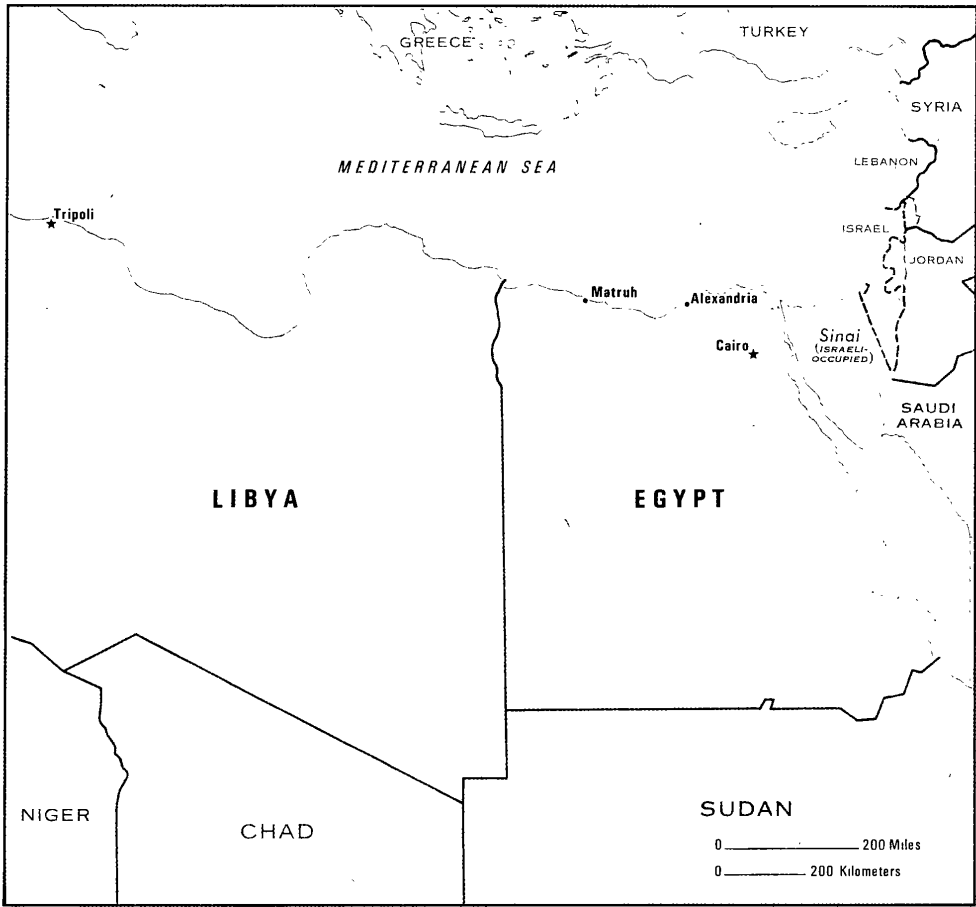 GREECE
TURKEY
SYRIA
MEDITERRANEAN SEA
LEBANON
Tripoli
ISRAEL
JORDAN
Matruh
Alexandria
Cairo
Sinai
(ISRAELI-
OCCUPIED)
SAUDI
ARABIA
LIBYA
EGYPT
NIGER
CHAD
SUDAN
0 200 Miles
0 200 Kilometers